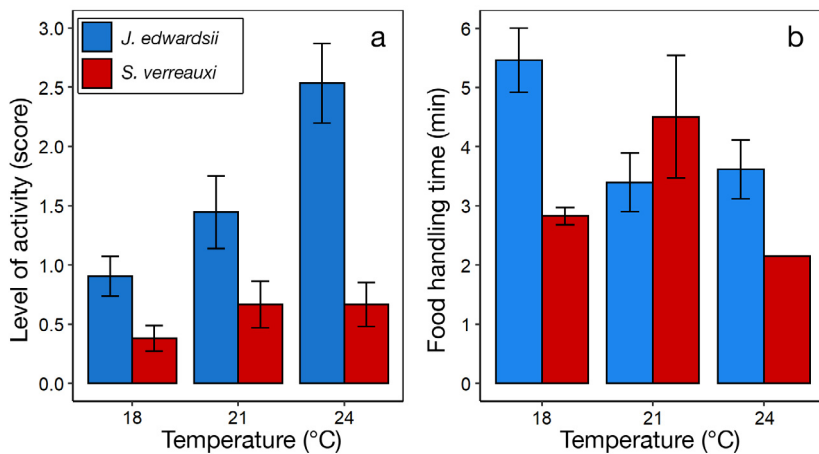 a
J. edwardsii
S. verreauxi
Level of activity (score)
3.0
2.5
2.0
1.5
1.0
0.5
0.0
18
21
24
Temperature (°C)
b
Food handling time (min)
6
5
4
3
2
1
0
18
21
24
Temperature (°C)